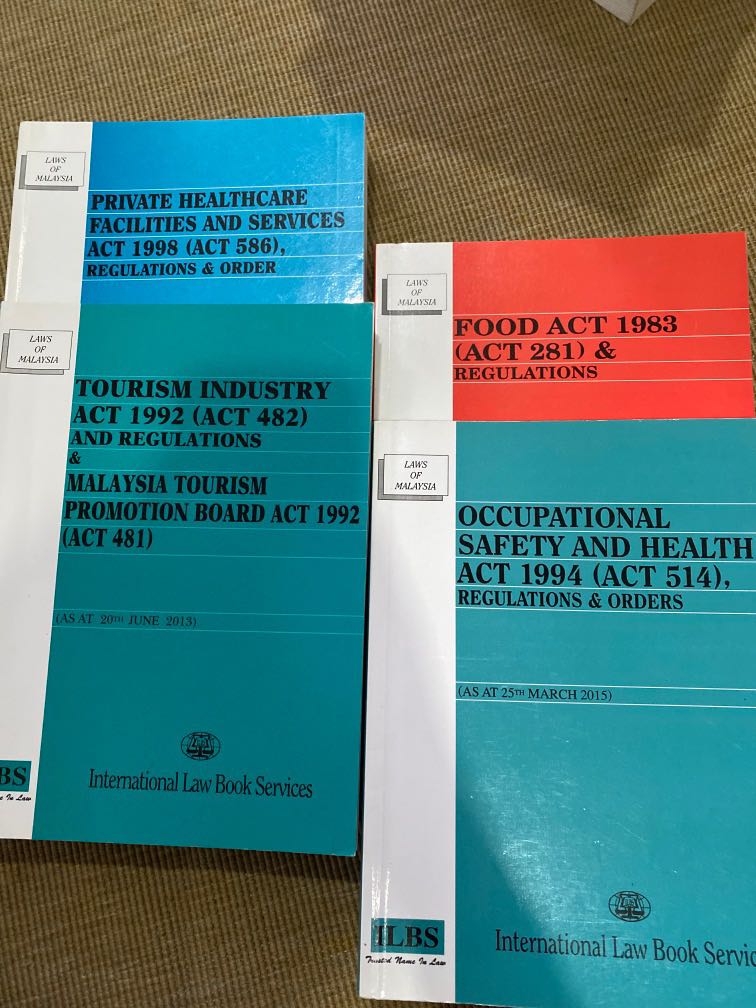 LAWS
OF
MALAYSIA
PRIVATE HEALTHCARE
FACILITIES AND SERVICES
ACT 1998 (ACT 586),
REGULATIONS & ORDER
LAWS
OF
MALAYSIA
FOOD ACT 1983
(ACT 281) &
REGULATIONS
LAWS
OF
MALAYSIA
TOURISM INDUSTRY
ACT 1992 (ACT 482)
AND REGULATIONS
&
MALAYSIA TOURISM
PROMOTION BOARD ACT 1992
(ACT 481)
(AS AT 20TH JUNE 2013)
International Law Book Services
BS
e In Law
LAWS
OF
MALAYSIA
OCCUPATIONAL
SAFETY AND HEALTH
ACT 1994 (ACT 514),
REGULATIONS & ORDERS
(AS AT 25TH MARCH 2015)
International Law Book Servic
ILBS
Trusted Name In Law